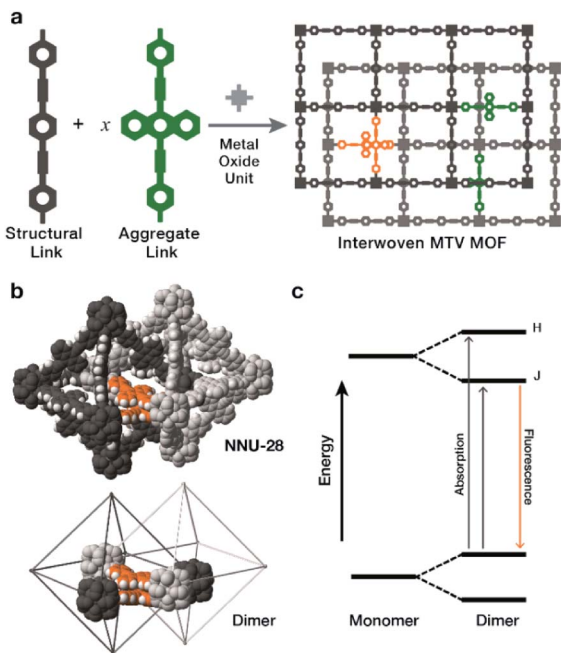 a
+
x
Metal
Oxide
Unit
Structural
Link
Aggregate
Link
Interwoven MTV MOF
b
NNU-28
Dimer
c
H
J
Energy
Absorption
Fluorescence
Monomer
Dimer